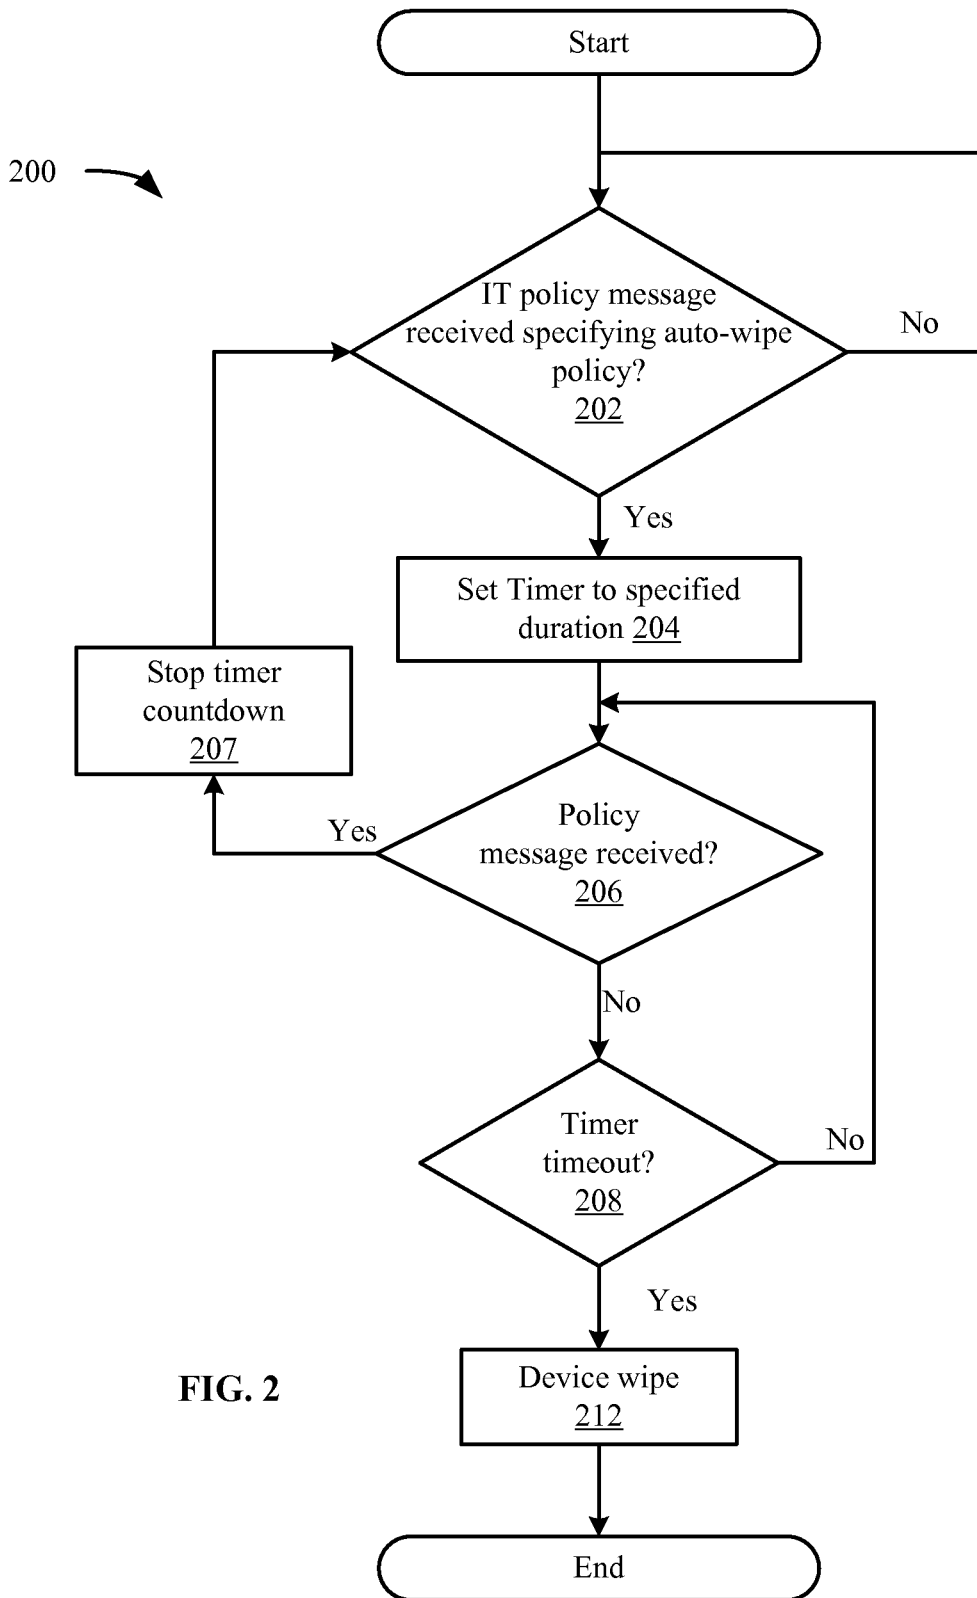 Start
200
IT policy message
received specifying auto-wipe
policy?
202
No
Yes
Set Timer to specified
duration 204
Stop timer
countdown
207
Policy
message received?
206
Yes
No
Timer
timeout?
208
No
Yes
Device wipe
212
FIG. 2
End